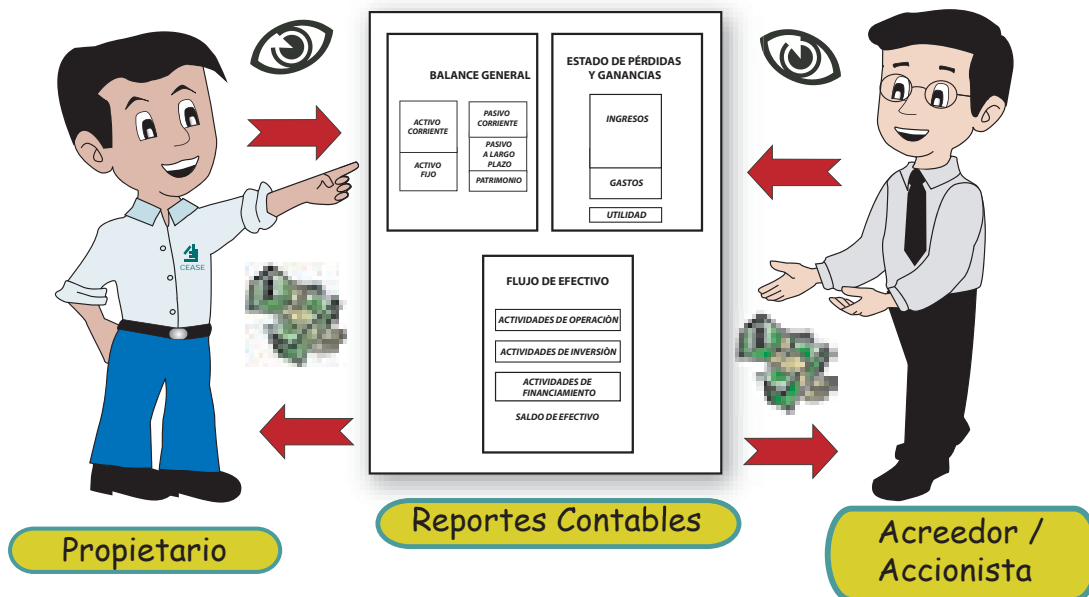 BALANCE GENERAL
ACTIVO
CORRIENTE
ACTIVO
FIJO
PASIVO
CORRIENTE
PASIVO
A LARGO
PLAZO
PATRIMONIO
ESTADO DE PÉRDIDAS
Y GANANCIAS
INGRESOS
GASTOS
UTILIDAD
FLUJO DE EFECTIVO
ACTIVIDADES DE OPERACIÒN
ACTIVIDADES DE INVERSIÒN
ACTIVIDADES DE
FINANCIAMIENTO
SALDO DE EFECTIVO
CEASE
Propietario
Reportes Contables
Acreedor /
Accionista